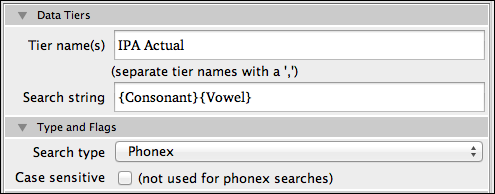 Data Tiers
Tier name(s) IPA Actual
(separate tier names with a ',')
Search string {Consonant}{Vowel}
Type and Flags
Search type Phonex
Case sensitive (not used for phonex searches)